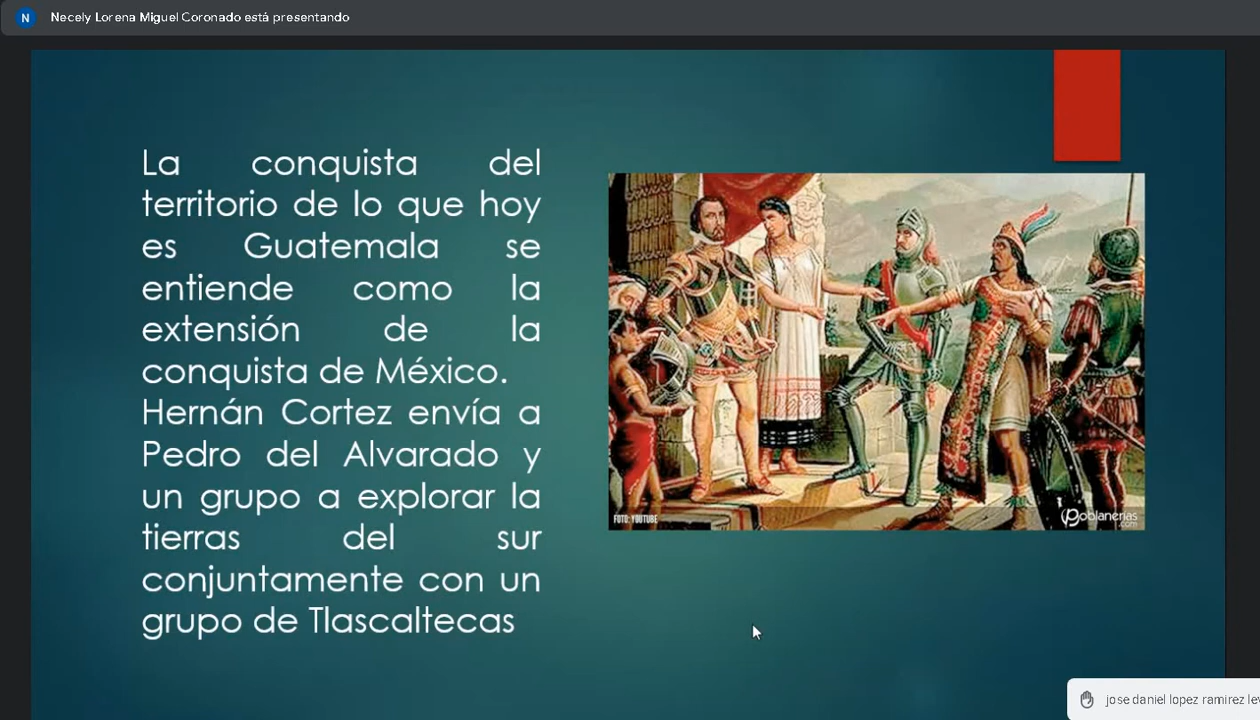 N Necely Lorena Miguel Coronado está presentando
La conquista del
territorio de lo que hoy
es Guatemala se
entiende como la
extensión de la
conquista de México.
Hernán Cortez envía a
Pedro del Alvarado y
un grupo a explorar la
tierras del sur
conjuntamente con un
grupo de Tlascaltecas
FOTO: YOUTUBE
Poblanerias
.com
jose daniel lopez ramirez lev